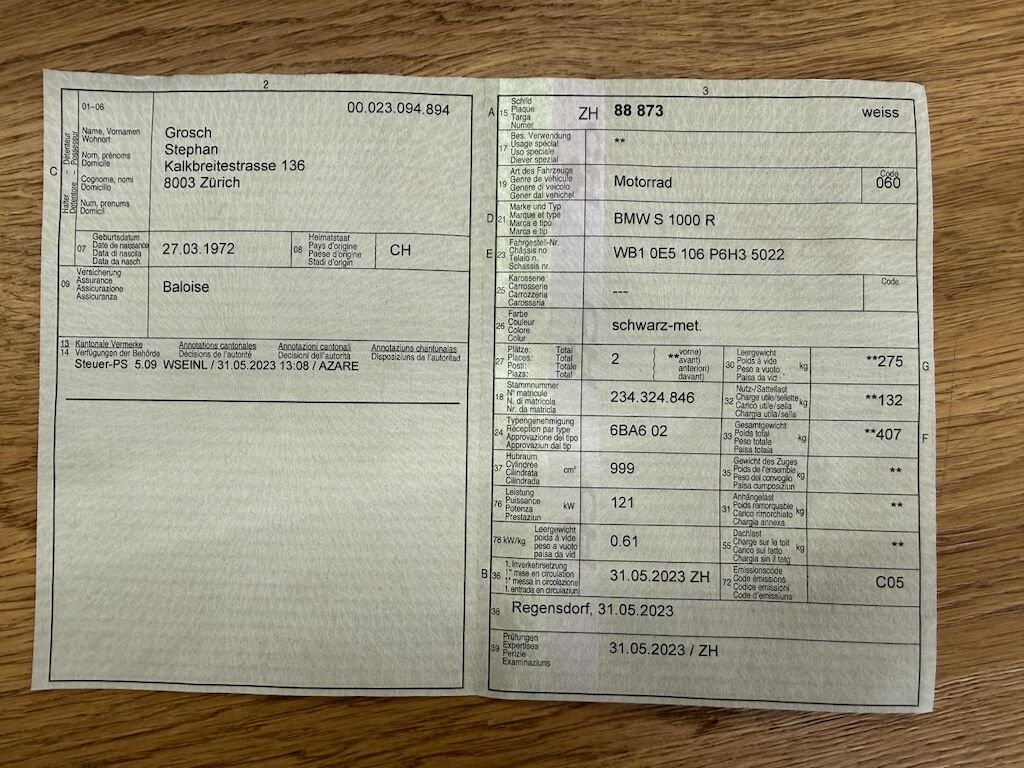 2
01–06
00.023.094.894
C
Halter – Détenteur
Detentore – Possessur
Name, Vornamen
Wohnort
Nom, prénoms
Domicile
Cognome, nomi
Domicilio
Num, prenums
Domicil
Grosch
Stephan
Kalkbreitestrasse 136
8003 Zürich
07
Geburtsdatum
Date de naissance
Data di nascita
Data da nasch.
27.03.1972
08
Heimatstaat
Pays d'origine
Paese d'origine
Stadi d'origin
CH
09
Versicherung
Assurance
Assicurazione
Assicuranza
Baloise
13
14
Kantonale Vermerke
Verfügungen der Behörde
Annotations cantonales
Décisions de l'autorité
Annotazioni cantonali
Decisioni dell'autorità
Annotaziuns chantunalas
Disposiziuns da l'autoritad
Steuer-PS 5.09 WSEINL / 31.05.2023 13:08 / AZARE
3
A 15
Schild
Plaque
Targa
Numer
ZH 88 873 weiss
17
Bes. Verwendung
Usage spécial
Uso speciale
Diever spezial
**
19
Art des Fahrzeugs
Genre de véhicule
Genere di veicolo
Gener dal vehichel
Motorrad
Code
060
D 21
Marke und Typ
Marque et type
Marca e tipo
Marca e tip
BMW S 1000 R
E 23
Fahrgestell-Nr.
Châssis no
Telaio n.
Schassis nr.
WB1 0E5 106 P6H3 5022
25
Karosserie
Carrosserie
Carrozzeria
Carossaria
---
Code
26
Farbe
Couleur
Colore
Colur
schwarz-met.
27
Plätze: Total
Places: Total
Posti: Totale
Plazs: Total
2
**
vorne)
avant)
anteriori)
davant)
30
Leergewicht
Poids à vide
Peso a vuoto
Paisa da vid
kg
**275
G
18
Stammnummer
N° matricule
N. di matricola
Nr. da matricla
234.324.846
32
Nutz-/Sattellast
Charge utile/sellette
Carico utile/sella
Chargia utila/sella
kg
**132
24
Typengenehmigung
Réception par type
Approvazione del tipo
Approvaziun dal tip
6BA6 02
33
Gesamtgewicht
Poids total
Peso totale
Paisa totala
kg
**407
F
37
Hubraum
Cylindrée
Cilindrata
Cilindrada
cm³
999
35
Gewicht des Zuges
Poids de l'ensemble
Peso del convoglio
Paisa cumposiziun
kg
**
76
Leistung
Puissance
Potenza
Prestaziun
kW
121
31
Anhängelast
Poids remorquable
Carico rimorchiato
Chargia annexa
kg
**
78 kW/kg
Leergewicht
poids à vide
peso a vuoto
paisa da vid
0.61
55
Dachlast
Charge sur le toit
Carico sul tetto
Chargia sin il tetg
kg
**
B 36
1. Inverkehrsetzung
1re mise en circulation
1a messa in circolazione
1. entrada en circulaziun
31.05.2023 ZH
72
Emissionscode
Code émissions
Codice emissioni
Code d'emissiuns
C05
38
Regensdorf, 31.05.2023
39
Prüfungen
Expertises
Perizie
Examinaziuns
31.05.2023 / ZH